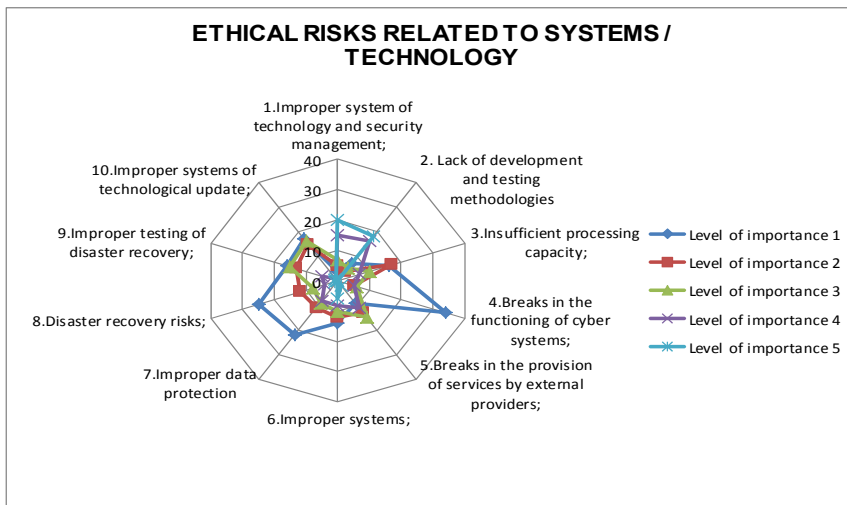 ETHICAL RISKS RELATED TO SYSTEMS /
TECHNOLOGY
1.Improper system of
technology and security
management;
2. Lack of development
and testing
methodologies
3.Insufficient processing
capacity;
4.Breaks in the
functioning of cyber
systems;
5.Breaks in the provision
of services by external
providers;
6.Improper systems;
7.Improper data
protection
8.Disaster recovery risks;
9.Improper testing of
disaster recovery;
10.Improper systems of
technological update;
40
30
20
10
0
Level of importance 1
Level of importance 2
Level of importance 3
Level of importance 4
Level of importance 5